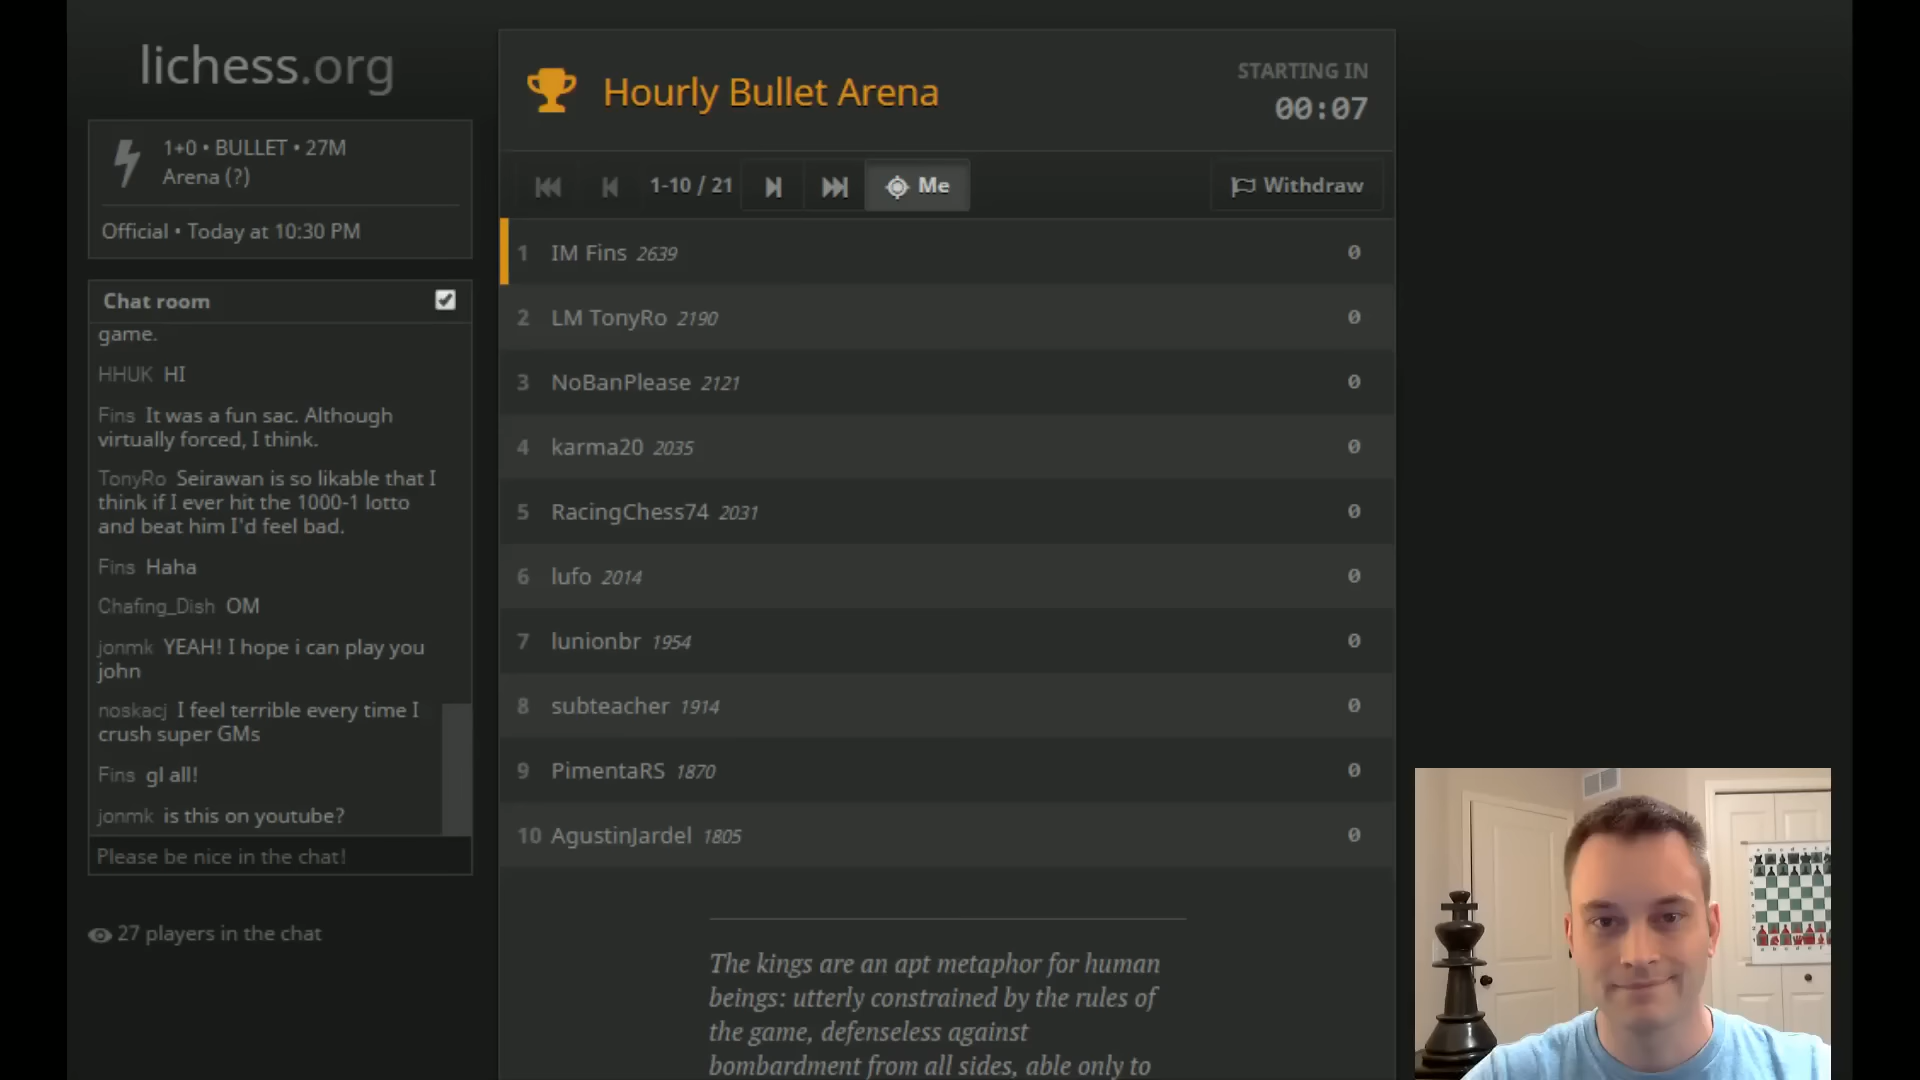 lichess.org
1+0 • BULLET • 27M
Arena (?)
Official • Today at 10:30 PM
Chat room
game.
HHUK HI
Fins It was a fun sac. Although
virtually forced, I think.
TonyRo Seirawan is so likable that I
think if I ever hit the 1000-1 lotto
and beat him I'd feel bad.
Fins Haha
Chafing_Dish OM
jonmk YEAH! I hope i can play you
john
noskacj I feel terrible every time I
crush super GMs
Fins gl all!
jonmk is this on youtube?
Please be nice in the chat!
27 players in the chat
Hourly Bullet Arena
STARTING IN
00:07
1-10 / 21
Me
Withdraw
1 IM Fins 2639 0
2 LM TonyRo 2190 0
3 NoBanPlease 2121 0
4 karma20 2035 0
5 RacingChess74 2031 0
6 lufo 2014 0
7 lunionbr 1954 0
8 subteacher 1914 0
9 PimentaRS 1870 0
10 AgustinJardel 1805 0
The kings are an apt metaphor for human
beings: utterly constrained by the rules of
the game, defenseless against
bombardment from all sides, able only to